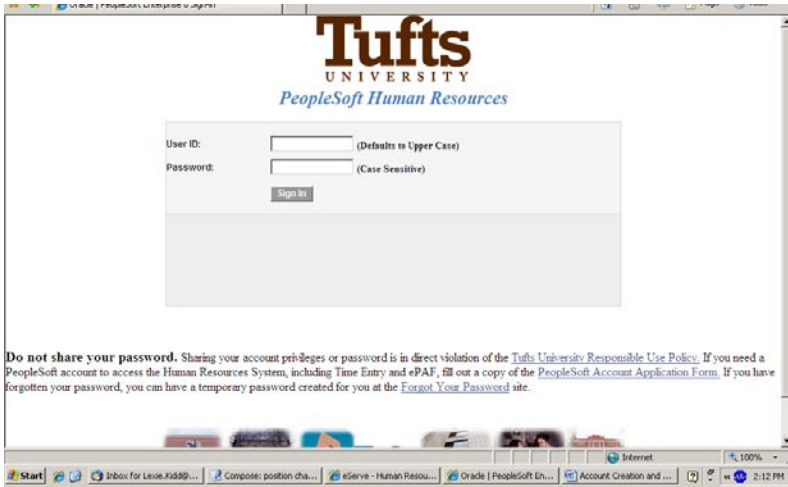 Oracle | PeopleSoft Enterprise 8 Sign-in
Page
Tufts
UNIVERSITY
PeopleSoft Human Resources
User ID:
(Defaults to Upper Case)
Password:
(Case Sensitive)
Sign In
Do not share your password. Sharing your account privileges or password is in direct violation of the Tufts University Responsible Use Policy. If you need a
PeopleSoft account to access the Human Resources System, including Time Entry and ePAF, fill out a copy of the PeopleSoft Account Application Form. If you have
forgotten your password, you can have a temporary password created for you at the Forgot Your Password site.
Internet
100%
Start
Inbox for Lexie.Kidd@...
Compose: position cha...
eServe - Human Resou...
Oracle | PeopleSoft En...
Account Creation and ...
2:12 PM